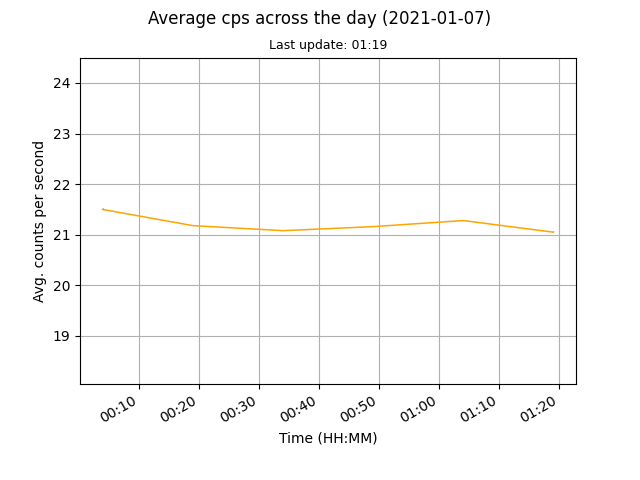 Average cps across the day (2021-01-07)
Last update: 01:19
24
23
22
21
20
19
Avg. counts per second
00:10 00:20 00:30 00:40 00:50 01:00 01:10 01:20
Time (HH:MM)